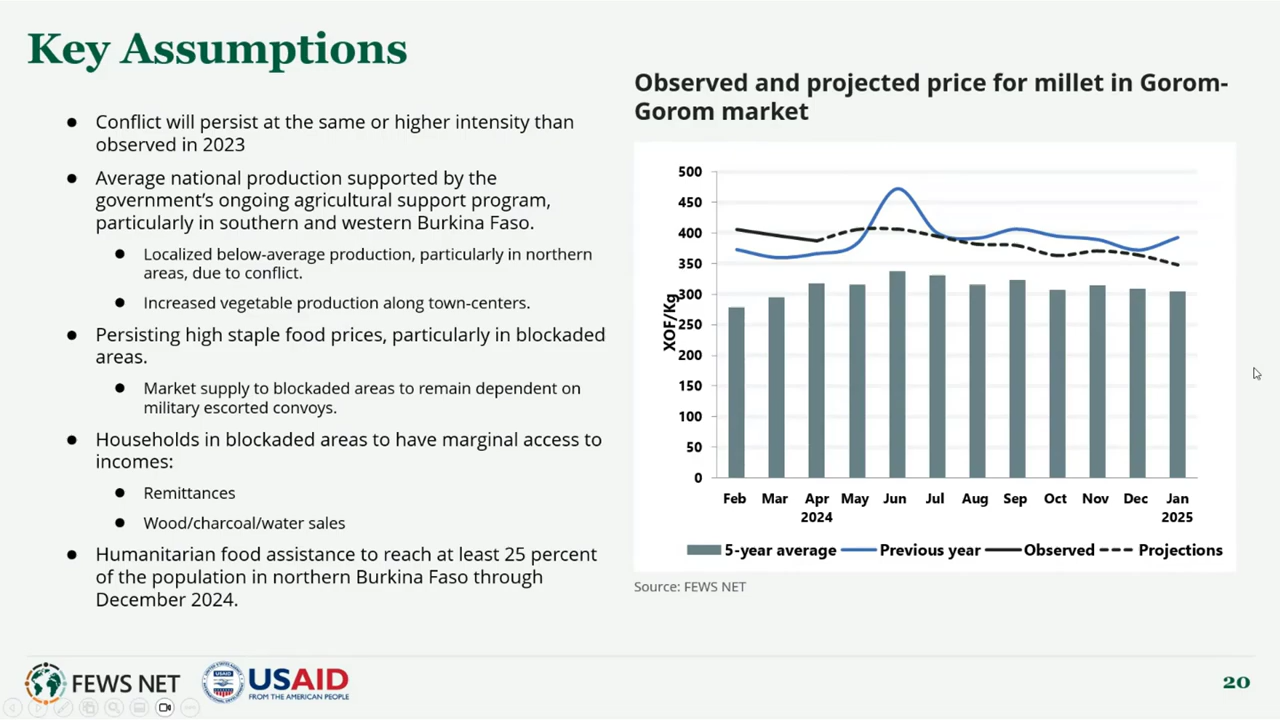 Key Assumptions
● Conflict will persist at the same or higher intensity than
observed in 2023
● Average national production supported by the
government’s ongoing agricultural support program,
particularly in southern and western Burkina Faso.
● Localized below-average production, particularly in northern
areas, due to conflict.
● Increased vegetable production along town-centers.
● Persisting high staple food prices, particularly in blockaded
areas.
● Market supply to blockaded areas to remain dependent on
military escorted convoys.
● Households in blockaded areas to have marginal access to
incomes:
● Remittances
● Wood/charcoal/water sales
● Humanitarian food assistance to reach at least 25 percent
of the population in northern Burkina Faso through
December 2024.
Observed and projected price for millet in Gorom-
Gorom market
XOF/Kg
500
450
400
350
300
250
200
150
100
50
0
Feb Mar Apr May Jun Jul Aug Sep Oct Nov Dec Jan
2024 2025
5-year average Previous year Observed Projections
Source: FEWS NET
FEWS NET
USAID
FROM THE AMERICAN PEOPLE
20